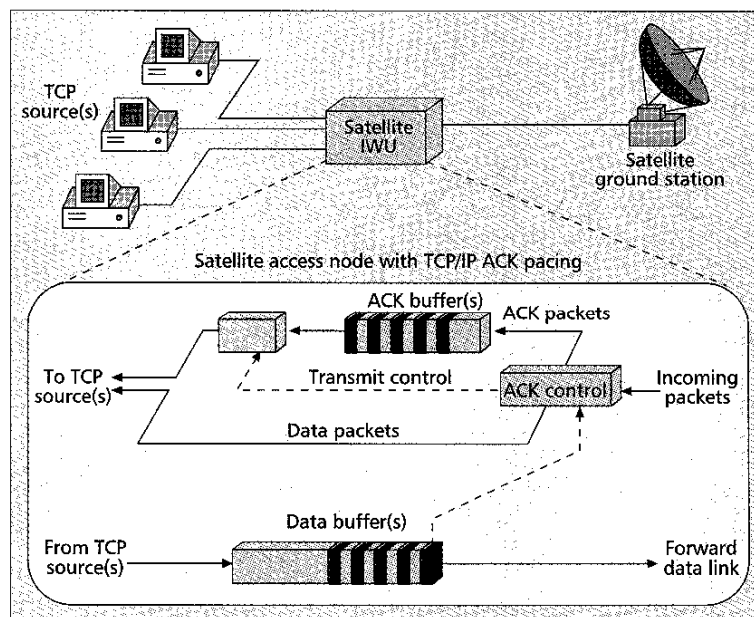 TCP
source(s)
Satellite
IWU
Satellite
ground station
Satellite access node with TCP/IP ACK pacing
ACK buffer(s)
ACK packets
To TCP
source(s)
Transmit control
ACK control
Incoming
packets
Data packets
Data buffer(s)
From TCP
source(s)
Forward
data link